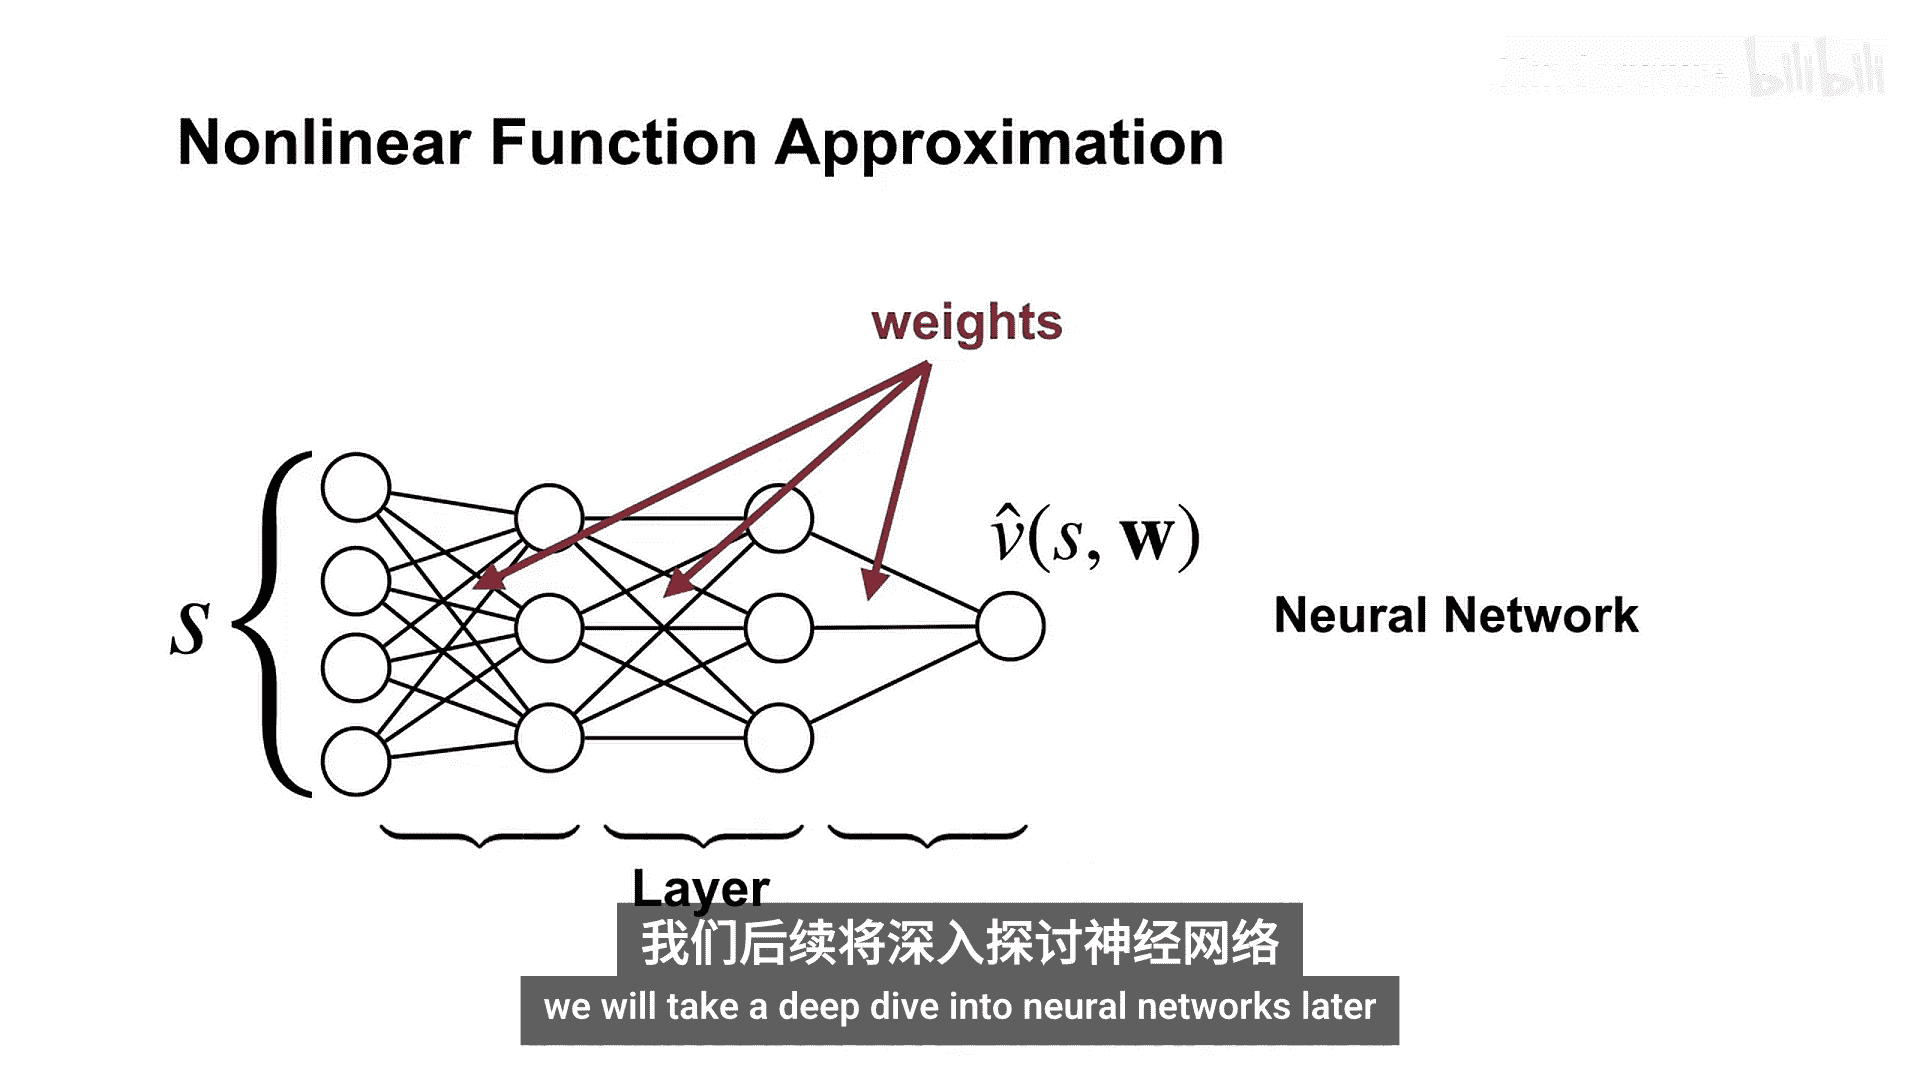 bilibili
Nonlinear Function Approximation
weights
v̂(s, w)
s
Neural Network
Layer
我们后续将深入探讨神经网络
we will take a deep dive into neural networks later